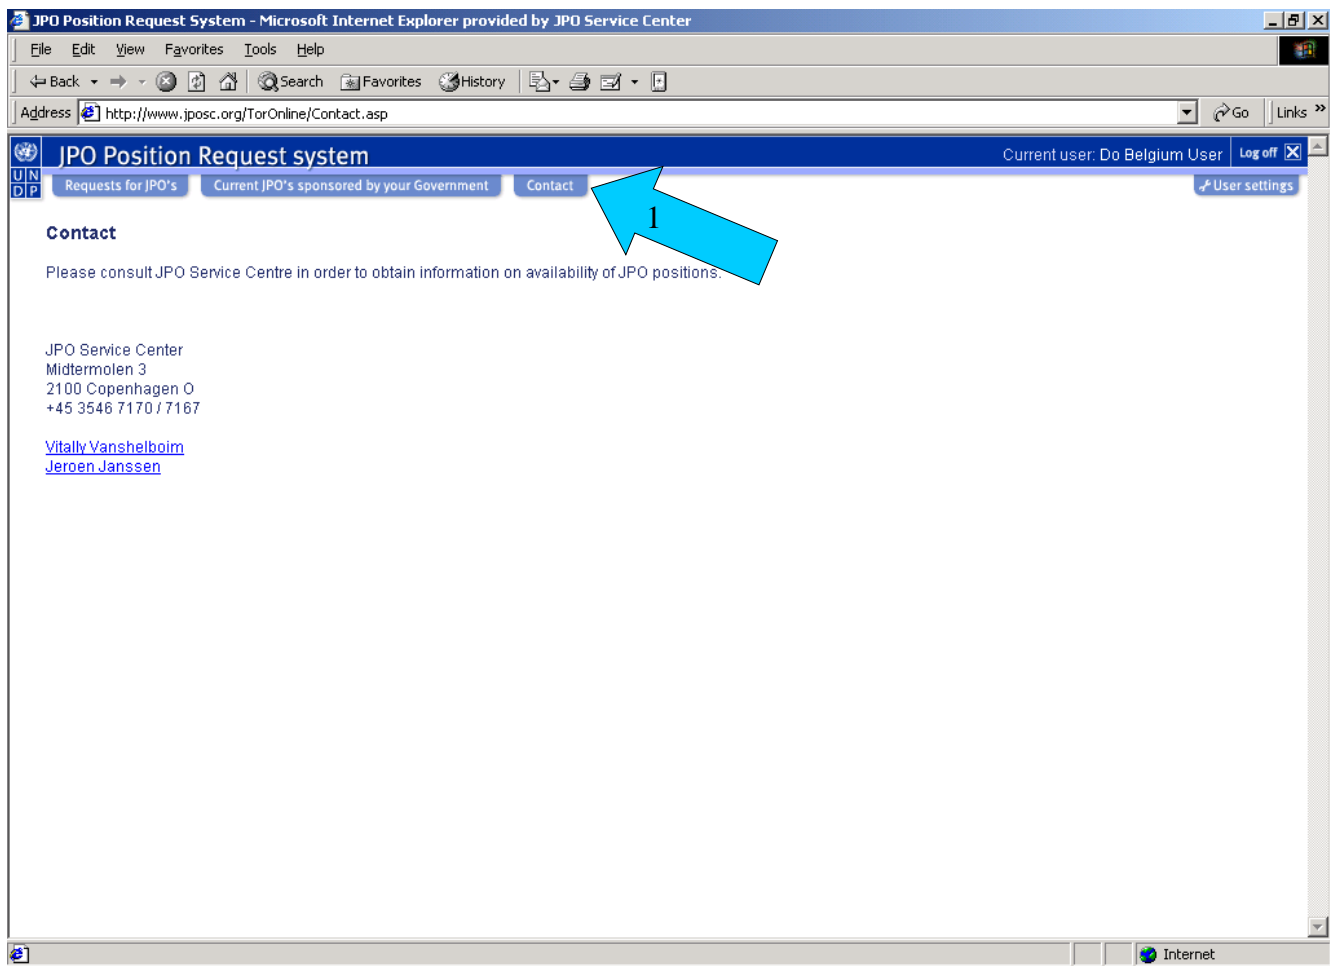 JPO Position Request System - Microsoft Internet Explorer provided by JPO Service Center
File Edit View Favorites Tools Help
Back Search Favorites History
Address http://www.jposc.org/TorOnline/Contact.asp Go Links »
JPO Position Request system Current user: Do Belgium User Log off
UN
DP
Requests for JPO's Current JPO's sponsored by your Government Contact User settings
1
Contact
Please consult JPO Service Centre in order to obtain information on availability of JPO positions.
JPO Service Center
Midtermolen 3
2100 Copenhagen O
+45 3546 7170 / 7167
Vitally Vanshelboim
Jeroen Janssen
Internet